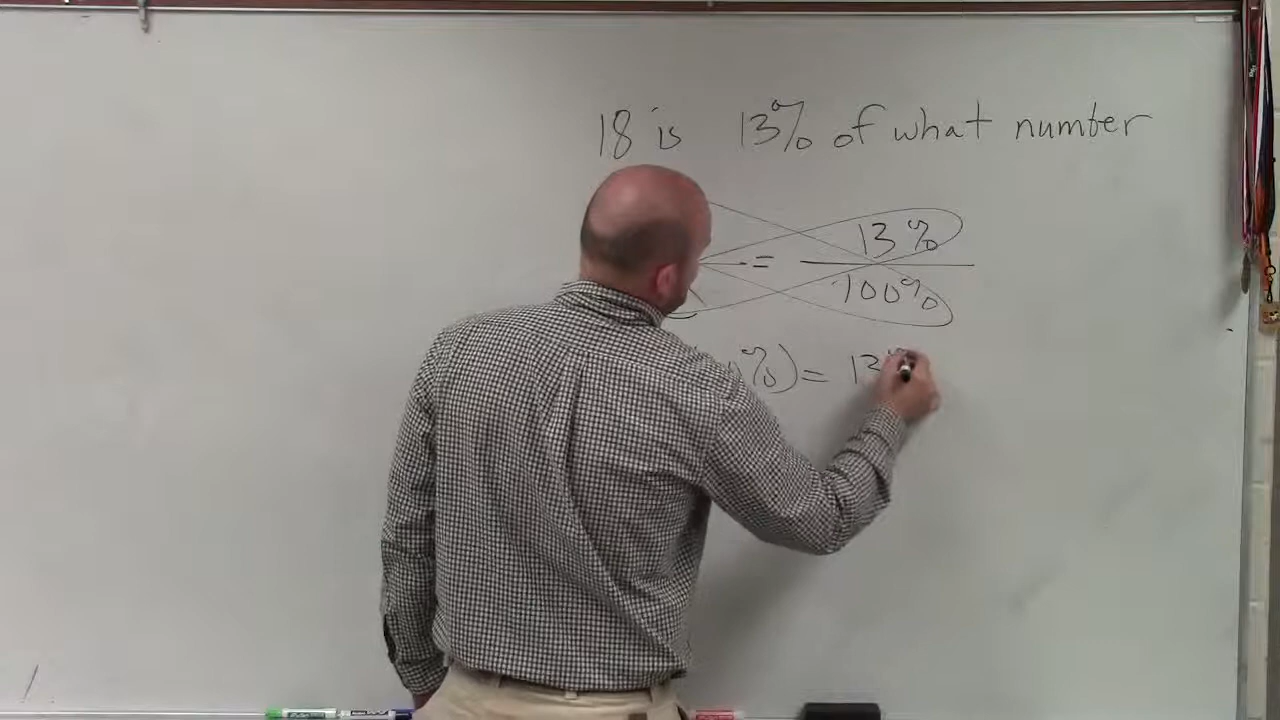 18 is 13% of what number
= 13%
100%
%) = 13%